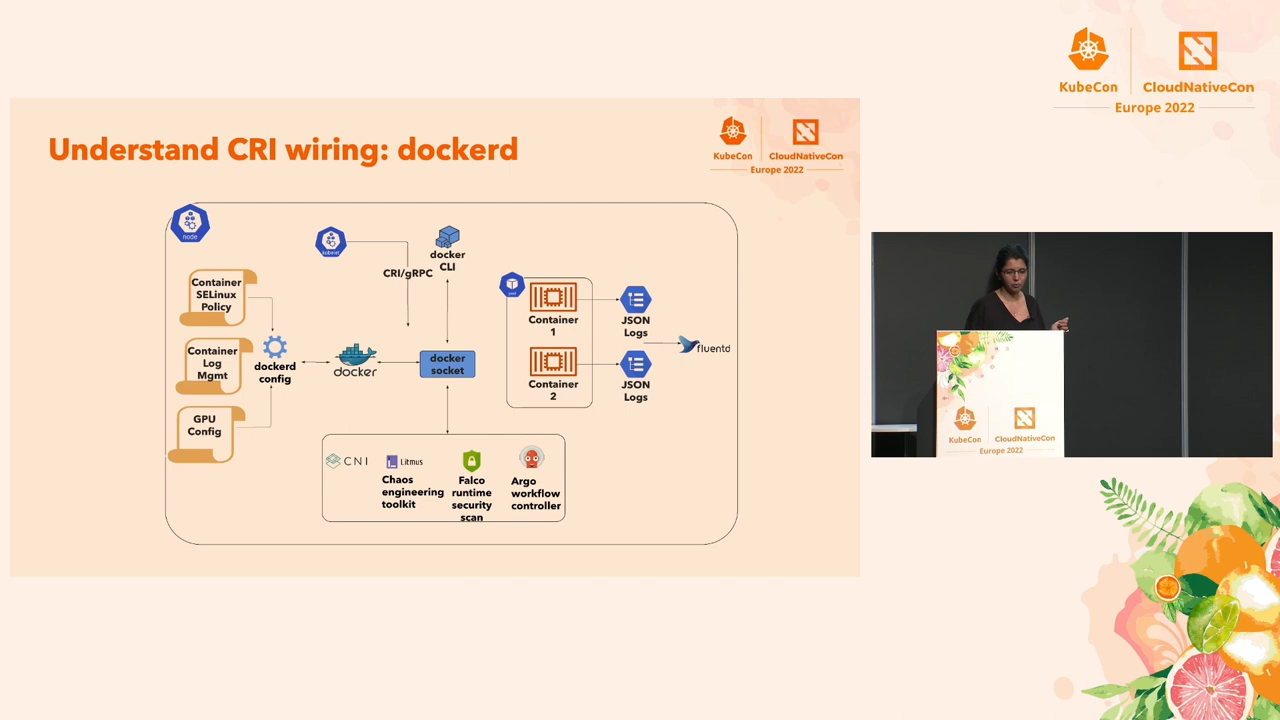 KubeCon
CloudNativeCon
Europe 2022
Understand CRI wiring: dockerd
KubeCon
CloudNativeCon
Europe 2022
node
kubelet
docker
CLI
CRI/gRPC
Container
SELinux
Policy
Container
Log
Mgmt
GPU
Config
dockerd
config
docker
docker
socket
pod
Container
1
JSON
Logs
Container
2
JSON
Logs
fluentd
CNI
Litmus
Chaos
engineering
toolkit
Falco
runtime
security
scan
Argo
workflow
controller
KubeCon
CloudNativeCon
Europe 2022